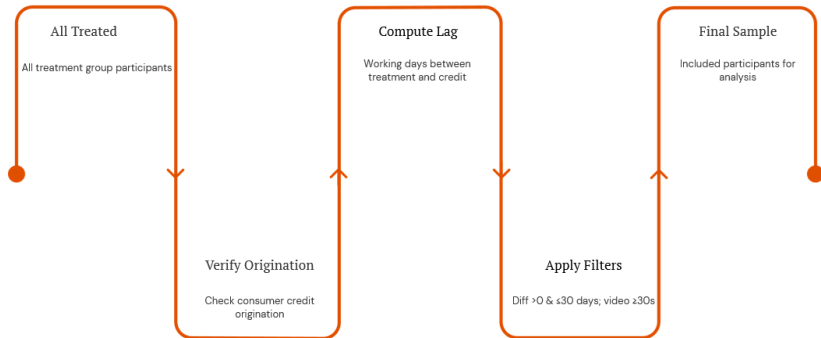 All Treated
All treatment group participants
Verify Origination
Check consumer credit
origination
Compute Lag
Working days between
treatment and credit
Apply Filters
Diff >0 & ≤30 days; video ≥30s
Final Sample
Included participants for
analysis